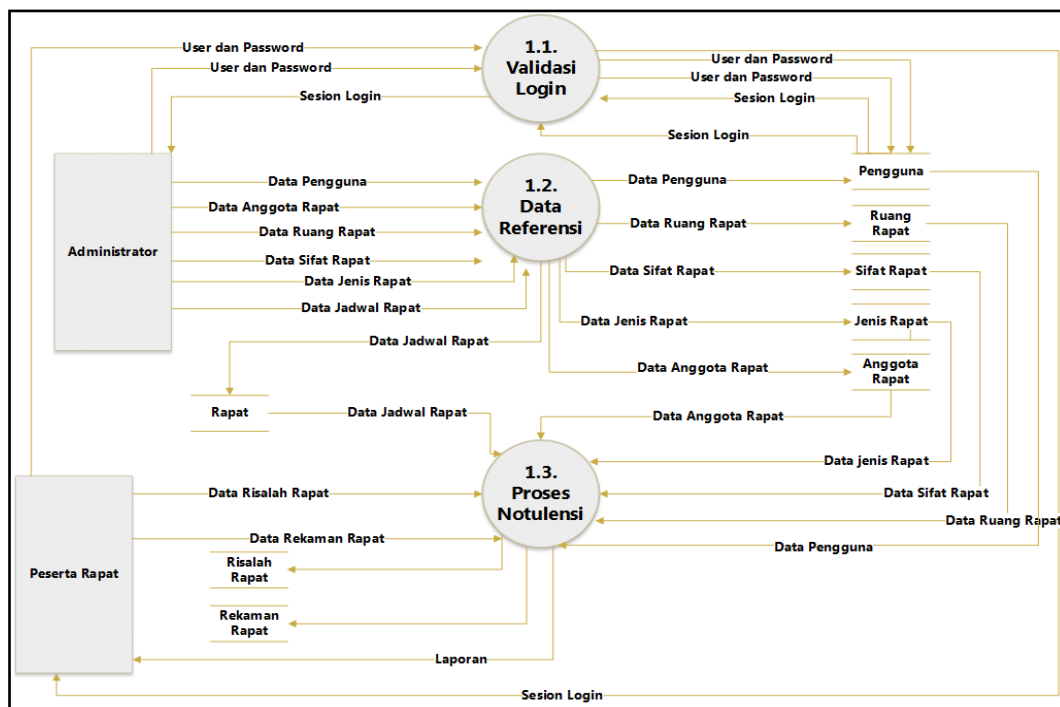 User dan Password
User dan Password
Sesion Login
1.1.
Validasi
Login
User dan Password
User dan Password
Sesion Login
Sesion Login
Administrator
Data Pengguna
Data Anggota Rapat
Data Ruang Rapat
Data Sifat Rapat
Data Jenis Rapat
Data Jadwal Rapat
1.2.
Data
Referensi
Data Pengguna
Data Ruang Rapat
Data Sifat Rapat
Data Jenis Rapat
Data Anggota Rapat
Data Jadwal Rapat
Pengguna
Ruang
Rapat
Sifat Rapat
Jenis Rapat
Anggota
Rapat
Rapat
Data Jadwal Rapat
Data Anggota Rapat
1.3.
Proses
Notulensi
Data jenis Rapat
Data Sifat Rapat
Data Ruang Rapat
Data Pengguna
Peserta Rapat
Data Risalah Rapat
Data Rekaman Rapat
Risalah
Rapat
Rekaman
Rapat
Laporan
Sesion Login